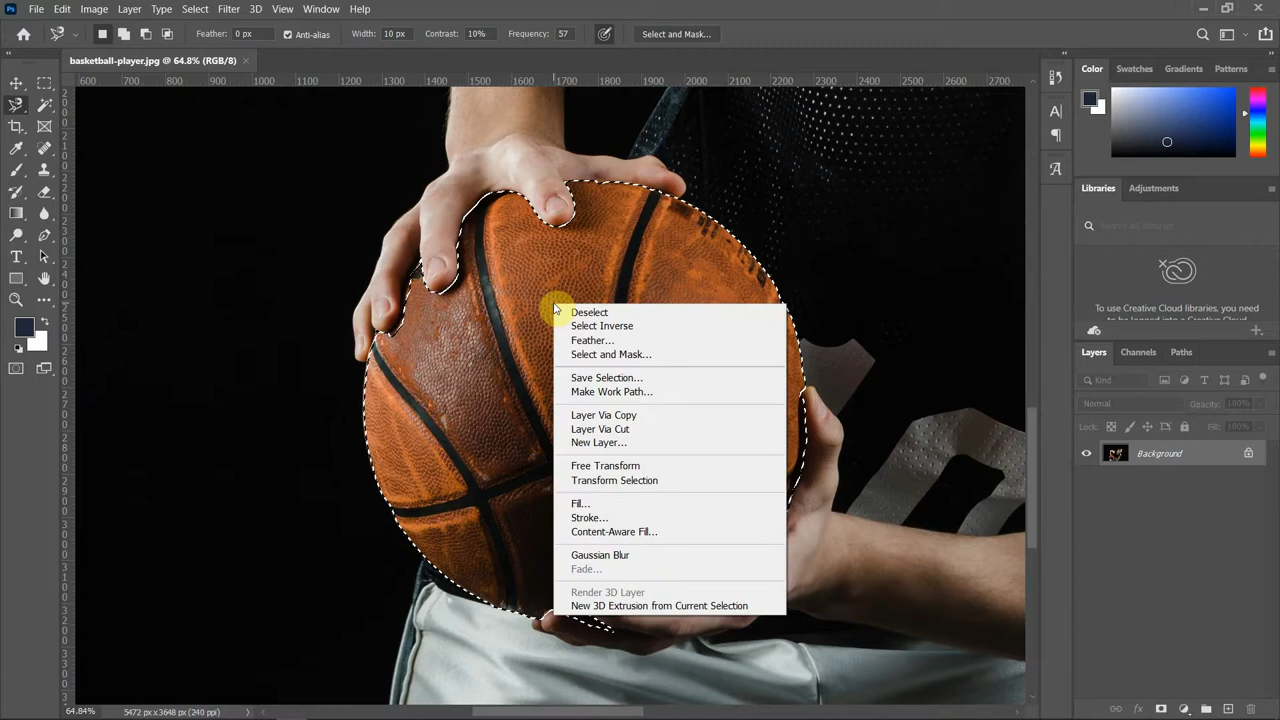 Ps File Edit Image Layer Type Select Filter 3D View Window Help
Feather: 0 px Anti-alias Width: 10 px Contrast: 10% Frequency: 57 Select and Mask...
basketball-player.jpg @ 64.8% (RGB/8) ×
600 700 800 900 1000 1100 1200 1300 1400 1500 1600 1700 1800 1900 2000 2100 2200 2300 2400 2500 2600 2700
Color Swatches Gradients Patterns
Libraries Adjustments
Search all libraries
To use Creative Cloud libraries, you
Deselect
Select Inverse
Feather...
Select and Mask...
Save Selection...
Make Work Path...
Layer Via Copy
Layer Via Cut
New Layer...
Free Transform
Transform Selection
Fill...
Stroke...
Content-Aware Fill...
Gaussian Blur
Fade...
Render 3D Layer
New 3D Extrusion from Current Selection
Layers Channels Paths
Kind
Normal Opacity: 100%
Lock: Fill: 100%
Background
64.84% 5472 px x 3648 px (240 ppi)